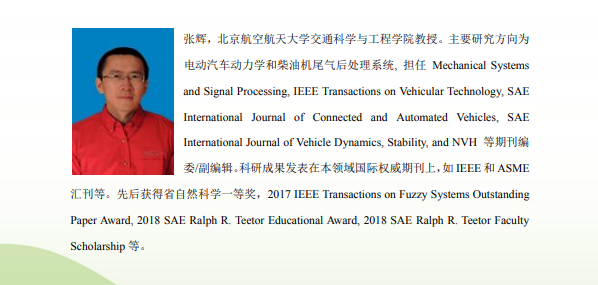 张辉，北京航空航天大学交通科学与工程学院教授。主要研究方向为
电动汽车动力学和柴油机尾气后处理系统, 担任 Mechanical Systems
and Signal Processing, IEEE Transactions on Vehicular Technology, SAE
International Journal of Connected and Automated Vehicles, SAE
International Journal of Vehicle Dynamics, Stability, and NVH 等期刊编
委/副编辑。科研成果发表在本领域国际权威期刊上，如 IEEE 和 ASME
汇刊等。先后获得省自然科学一等奖，2017 IEEE Transactions on Fuzzy Systems Outstanding
Paper Award, 2018 SAE Ralph R. Teetor Educational Award, 2018 SAE Ralph R. Teetor Faculty
Scholarship 等。